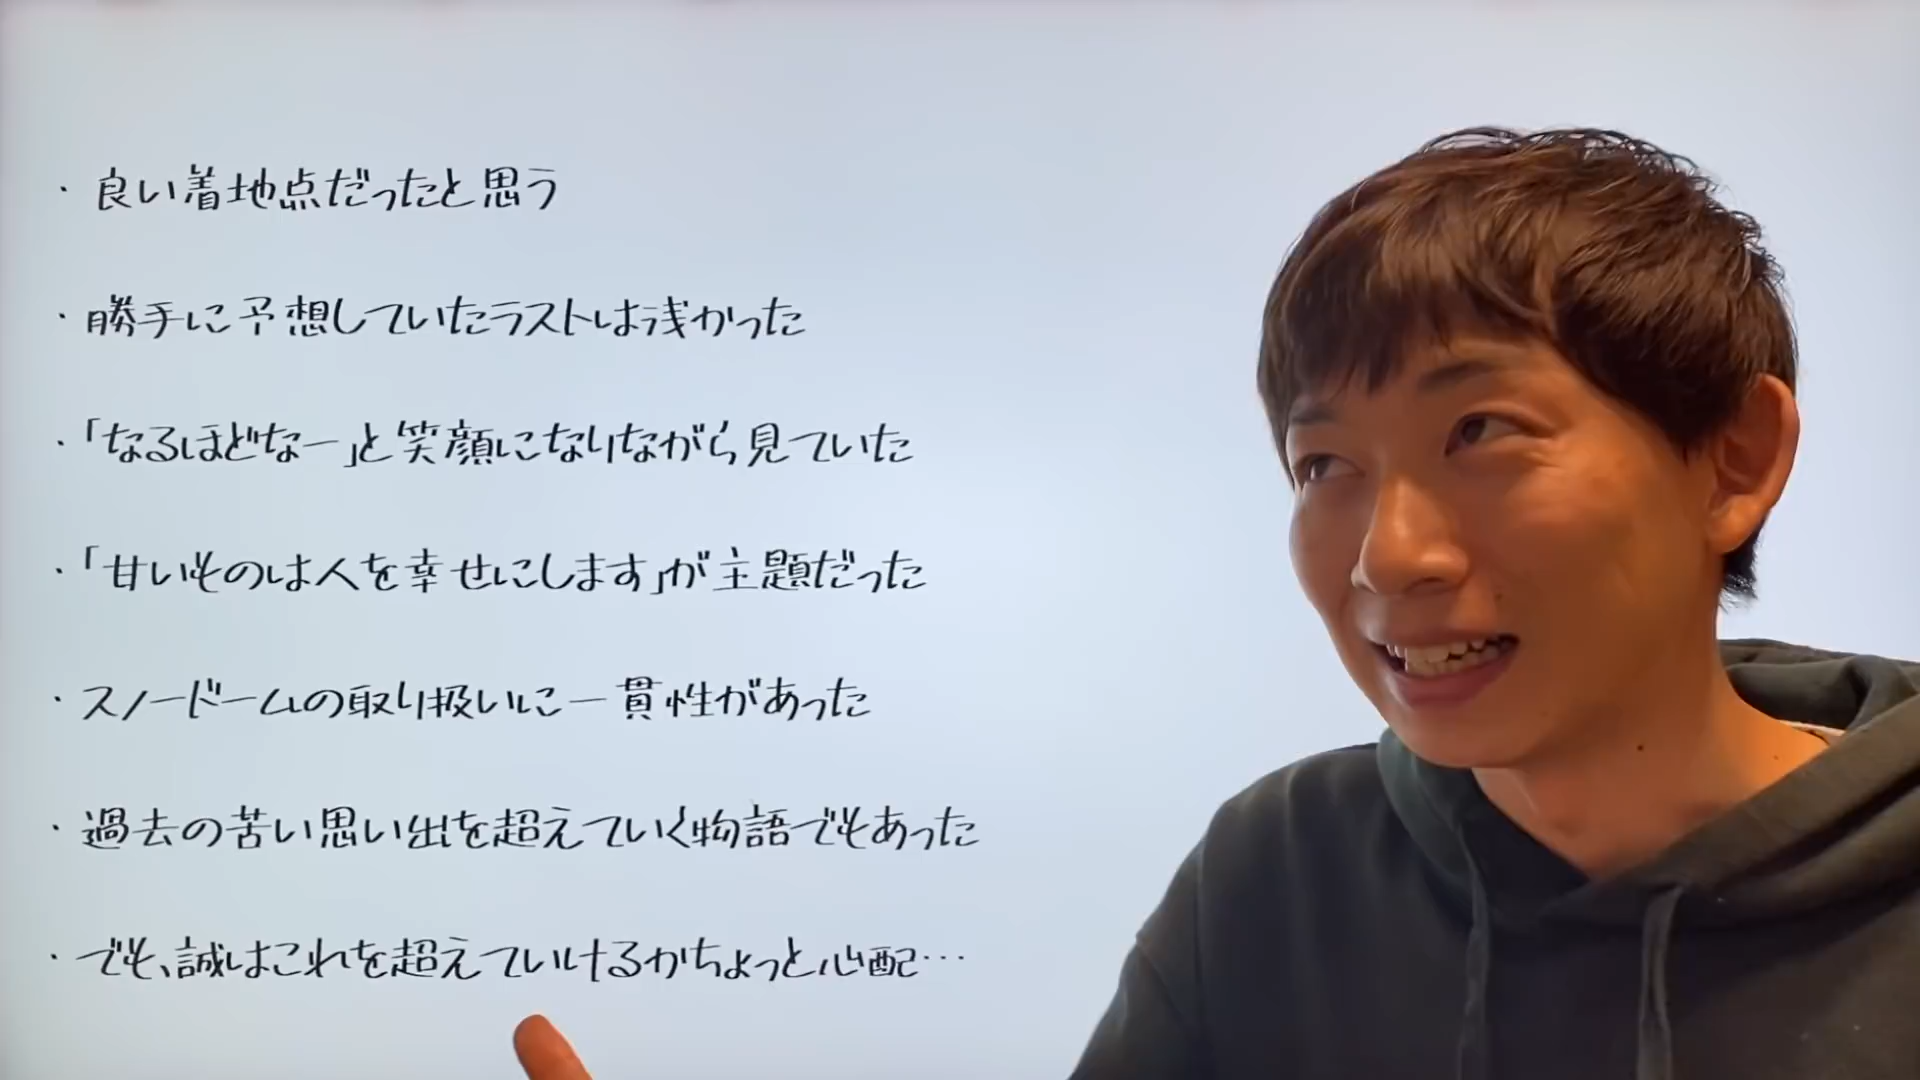 ・良い着地点だったと思う
・勝手に予想していたラストは浅かった
・「なるほどなー」と笑顔になりながら見ていた
・「甘いものは人を幸せにします」が主題だった
・スノードームの取り扱いに一貫性があった
・過去の苦い思い出を超えていく物語でもあった
・でも、誠はこれを超えていけるかちょっと心配…